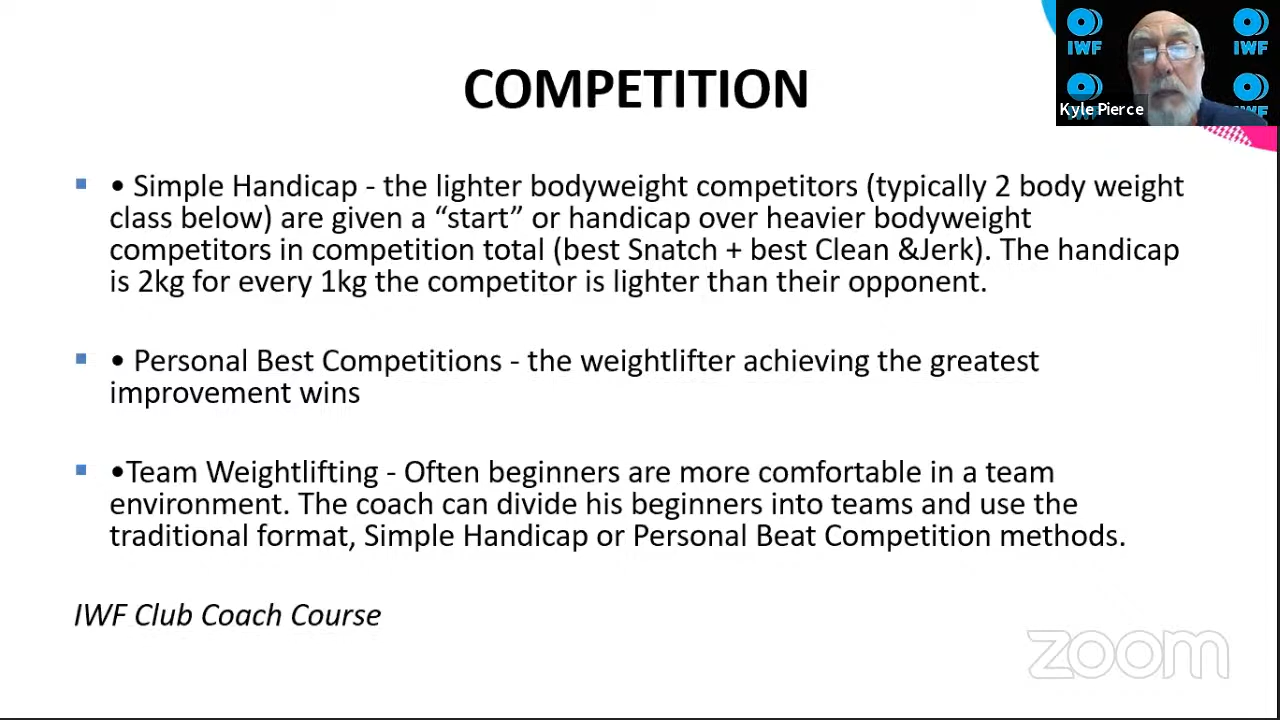 COMPETITION
IWF
IWF
Kyle Pierce
• Simple Handicap - the lighter bodyweight competitors (typically 2 body weight
class below) are given a “start” or handicap over heavier bodyweight
competitors in competition total (best Snatch + best Clean &Jerk). The handicap
is 2kg for every 1kg the competitor is lighter than their opponent.
• Personal Best Competitions - the weightlifter achieving the greatest
improvement wins
•Team Weightlifting - Often beginners are more comfortable in a team
environment. The coach can divide his beginners into teams and use the
traditional format, Simple Handicap or Personal Beat Competition methods.
IWF Club Coach Course
zoom